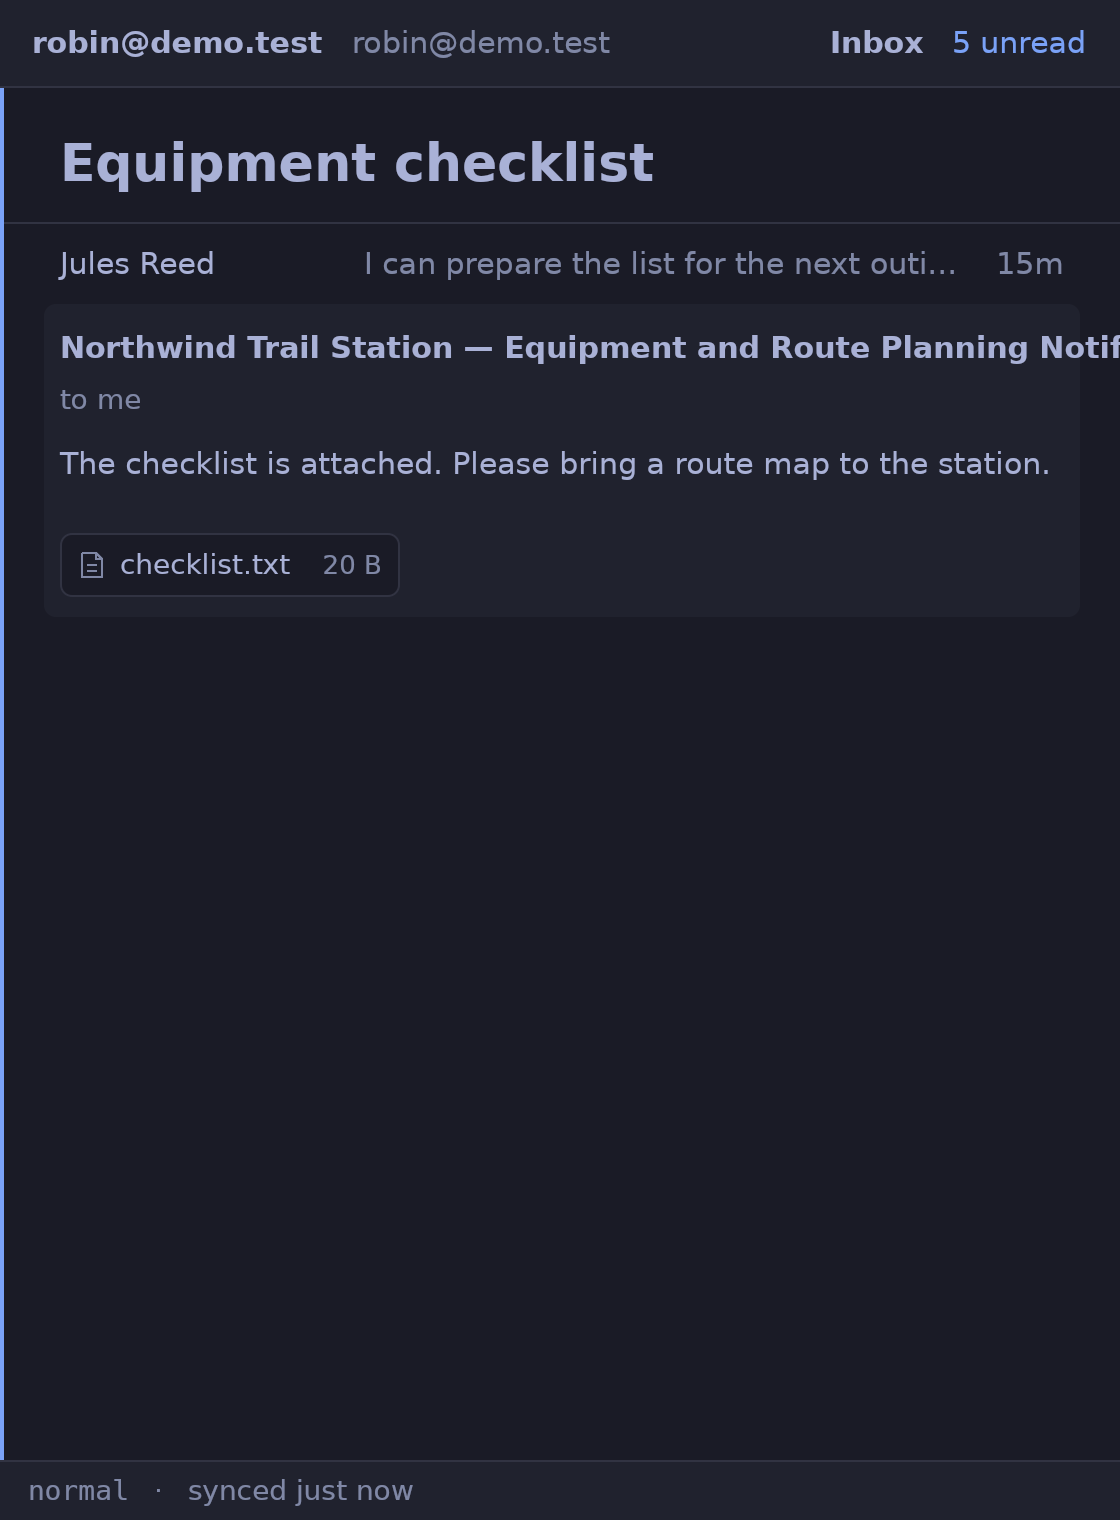 robin@demo.test robin@demo.test Inbox 5 unread
Equipment checklist
Jules Reed I can prepare the list for the next outi... 15m
Northwind Trail Station — Equipment and Route Planning Notif
to me
The checklist is attached. Please bring a route map to the station.
checklist.txt 20 B
normal · synced just now